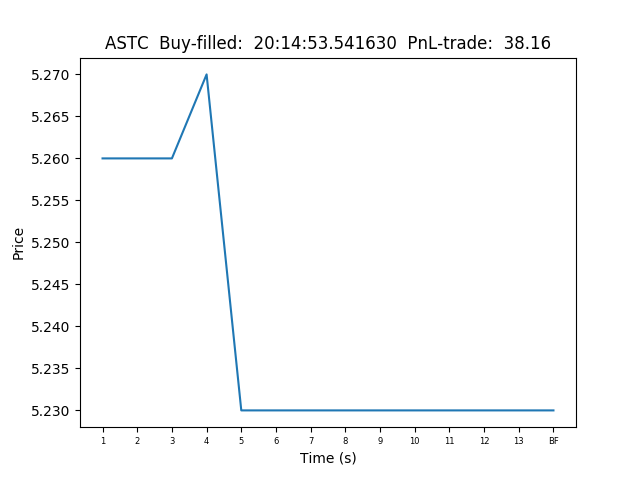 ASTC  Buy-filled:  20:14:53.541630  PnL-trade:  38.16
5.270
5.265
5.260
5.255
5.250
5.245
5.240
5.235
5.230
Price
1 2 3 4 5 6 7 8 9 10 11 12 13 BF
Time (s)